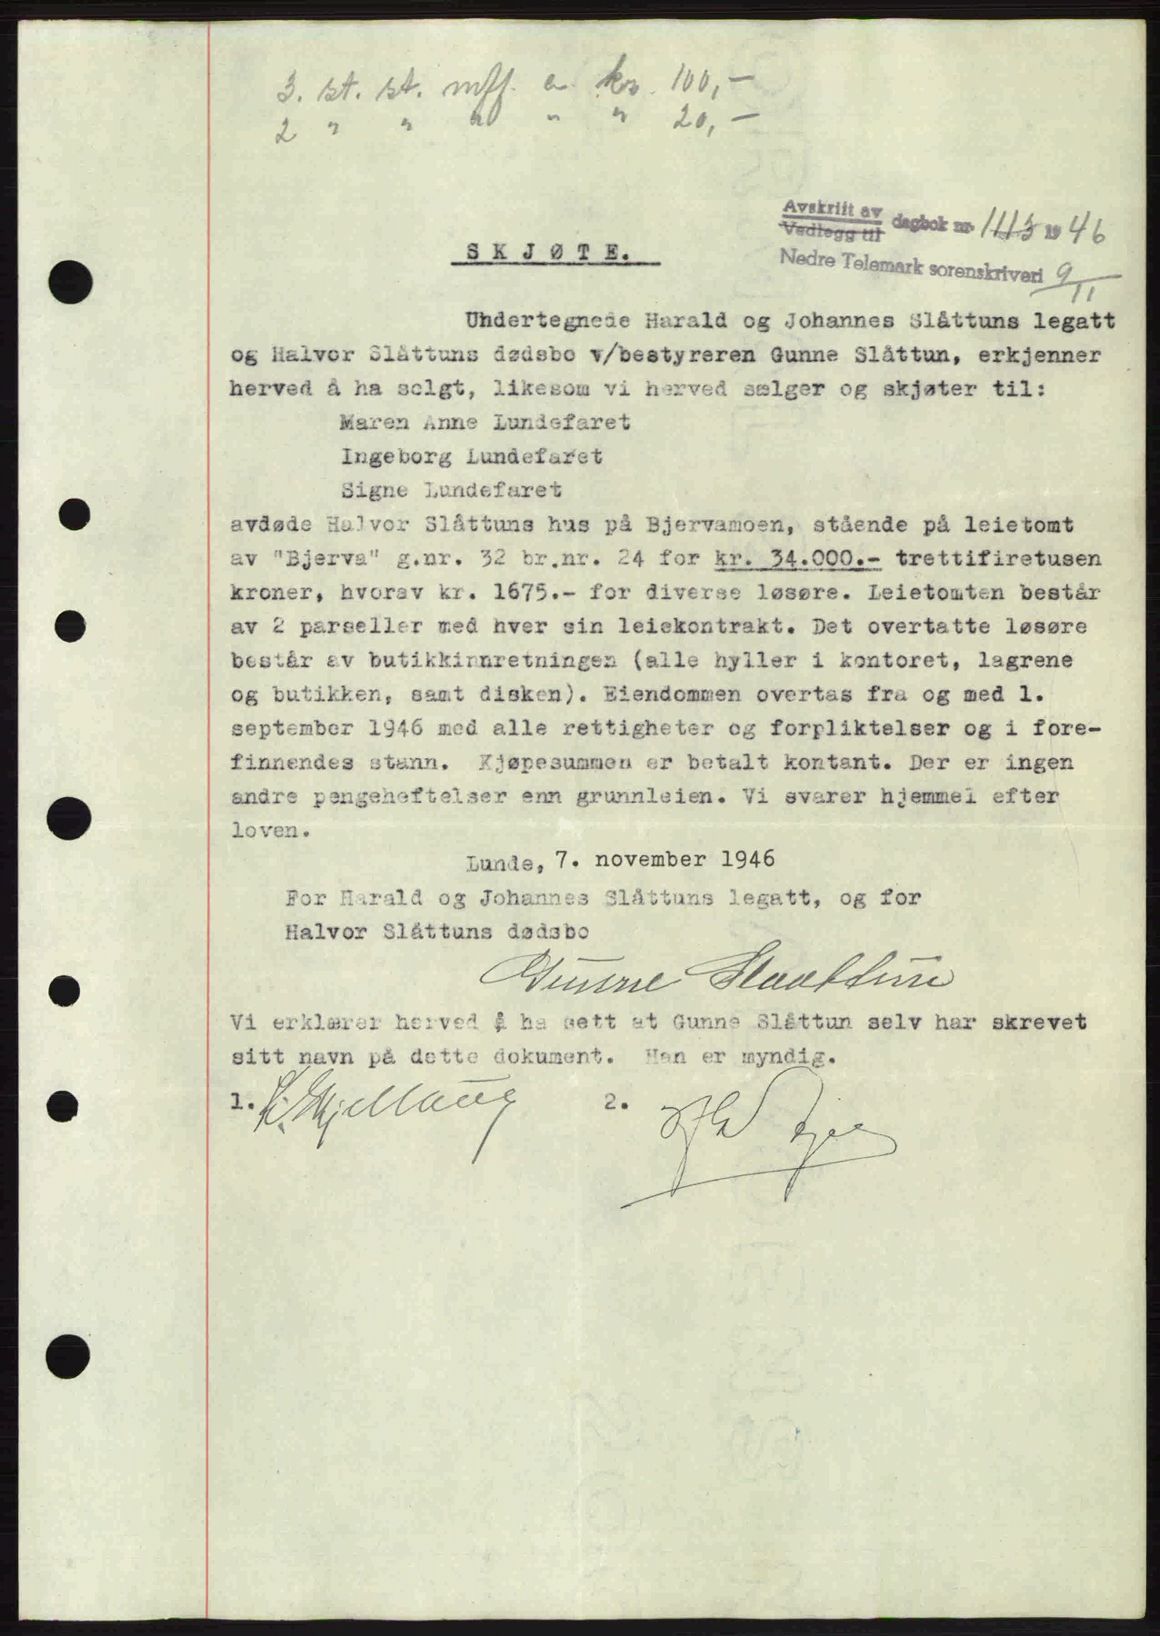 3. st. st. mff. a kr. 100,-
2 " " " " " 20,-
Avskrift av
Vedlegg til dagbok nr. 1113 1946
Nedre Telemark sorenskriveri 9/11
SKJØTE.
Undertegnede Harald og Johannes Slåttuns legatt
og Halvor Slåttuns dødsbo v/bestyreren Gunne Slåttun, erkjenner
herved å ha solgt, likesom vi herved sælger og skjøter til:
Maren Anne Lundefaret
Ingeborg Lundefaret
Signe Lundefaret
avdøde Halvor Slåttuns hus på Bjervamoen, stående på leietomt
av "Bjerva" g.nr. 32 br.nr. 24 for kr. 34.000.- trettifiretusen
kroner, hvorav kr. 1675.- for diverse løsøre. Leietomten består
av 2 parseller med hver sin leiekontrakt. Det overtatte løsøre
består av butikkinnretningen (alle hyller i kontoret, lagrene
og butikken, samt disken). Eiendommen overtas fra og med 1.
september 1946 med alle rettigheter og forpliktelser og i fore-
finnendes stann. Kjøpesummen er betalt kontant. Der er ingen
andre pengeheftelser enn grunnleien. Vi svarer hjemmel efter
loven.
Lunde, 7. november 1946
For Harald og Johannes Slåttuns legatt, og for
Halvor Slåttuns dødsbo
Gunne Slaattun
Vi erklærer herved å ha sett at Gunne Slåttun selv har skrevet
sitt navn på dette dokument. Han er myndig.
1. 2.